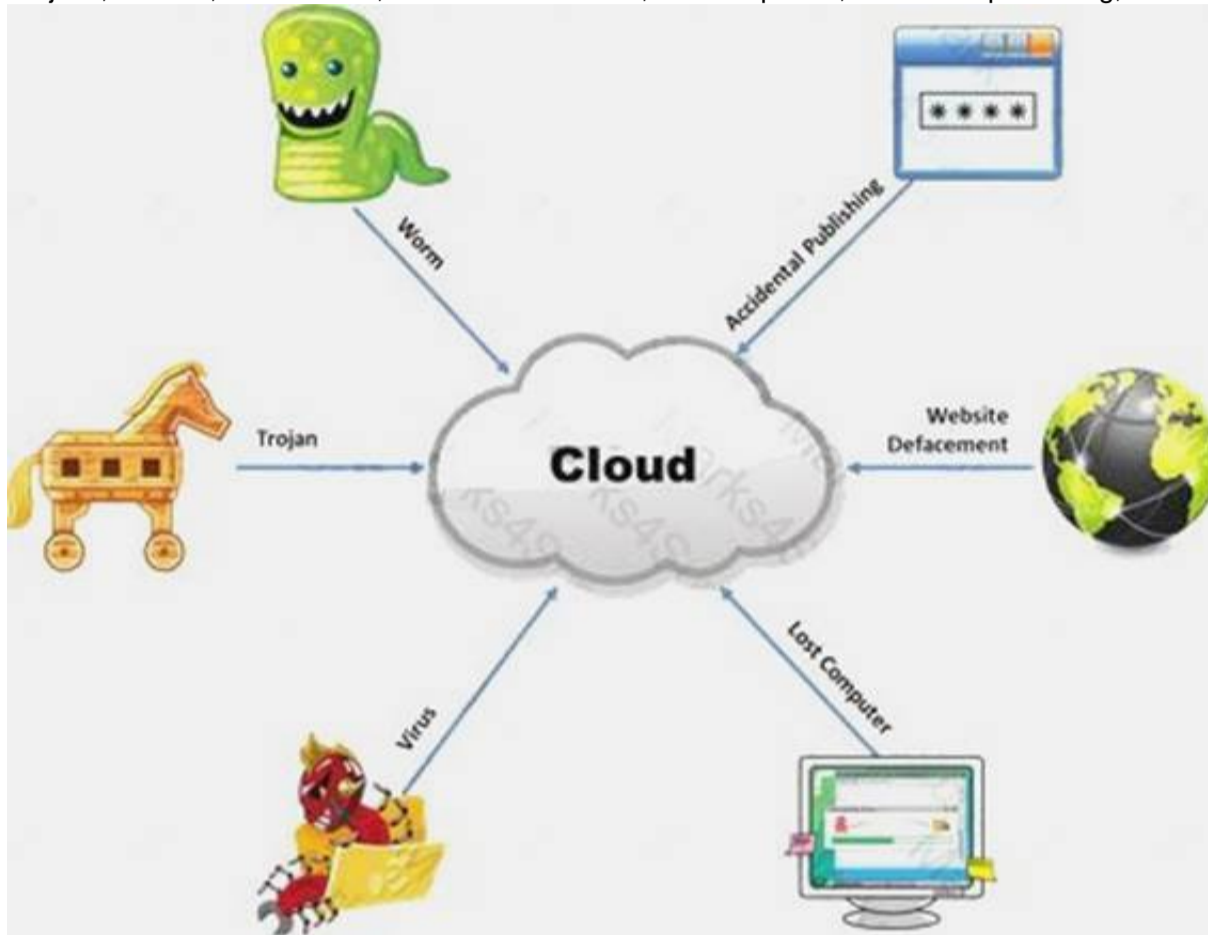 Worm
Accidental Publishing
* * * *
Trojan
Cloud
Website
Defacement
Virus
Lost Computer